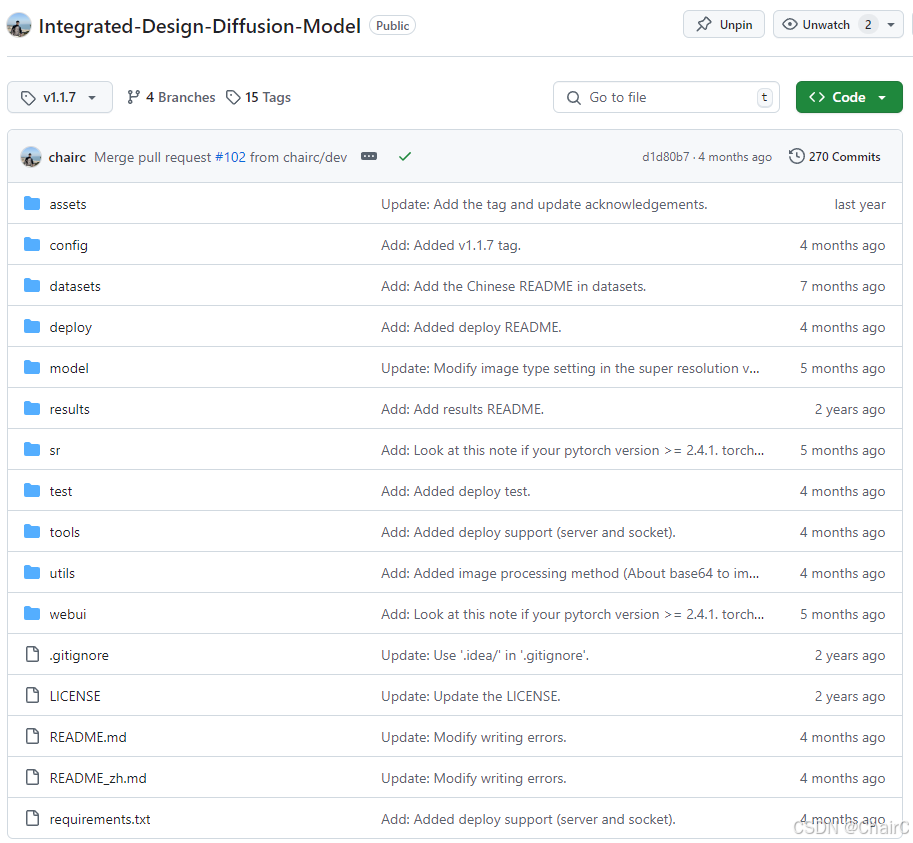 Integrated-Design-Diffusion-Model Public Unpin Unwatch 2
v1.1.7 4 Branches 15 Tags Go to file t Code
chairc Merge pull request #102 from chairc/dev d1d80b7 · 4 months ago 270 Commits
assets Update: Add the tag and update acknowledgements. last year
config Add: Added v1.1.7 tag. 4 months ago
datasets Add: Add the Chinese README in datasets. 7 months ago
deploy Add: Added deploy README. 4 months ago
model Update: Modify image type setting in the super resolution v... 5 months ago
results Add: Add results README. 2 years ago
sr Add: Look at this note if your pytorch version >= 2.4.1. torch... 5 months ago
test Add: Added deploy test. 4 months ago
tools Add: Added deploy support (server and socket). 4 months ago
utils Add: Added image processing method (About base64 to im... 4 months ago
webui Add: Look at this note if your pytorch version >= 2.4.1. torch... 5 months ago
.gitignore Update: Use '.idea/' in '.gitignore'. 2 years ago
LICENSE Update: Update the LICENSE. 2 years ago
README.md Update: Modify writing errors. 4 months ago
README_zh.md Update: Modify writing errors. 4 months ago
requirements.txt Add: Added deploy support (server and socket). 4 months ago
CSDN @ChairC